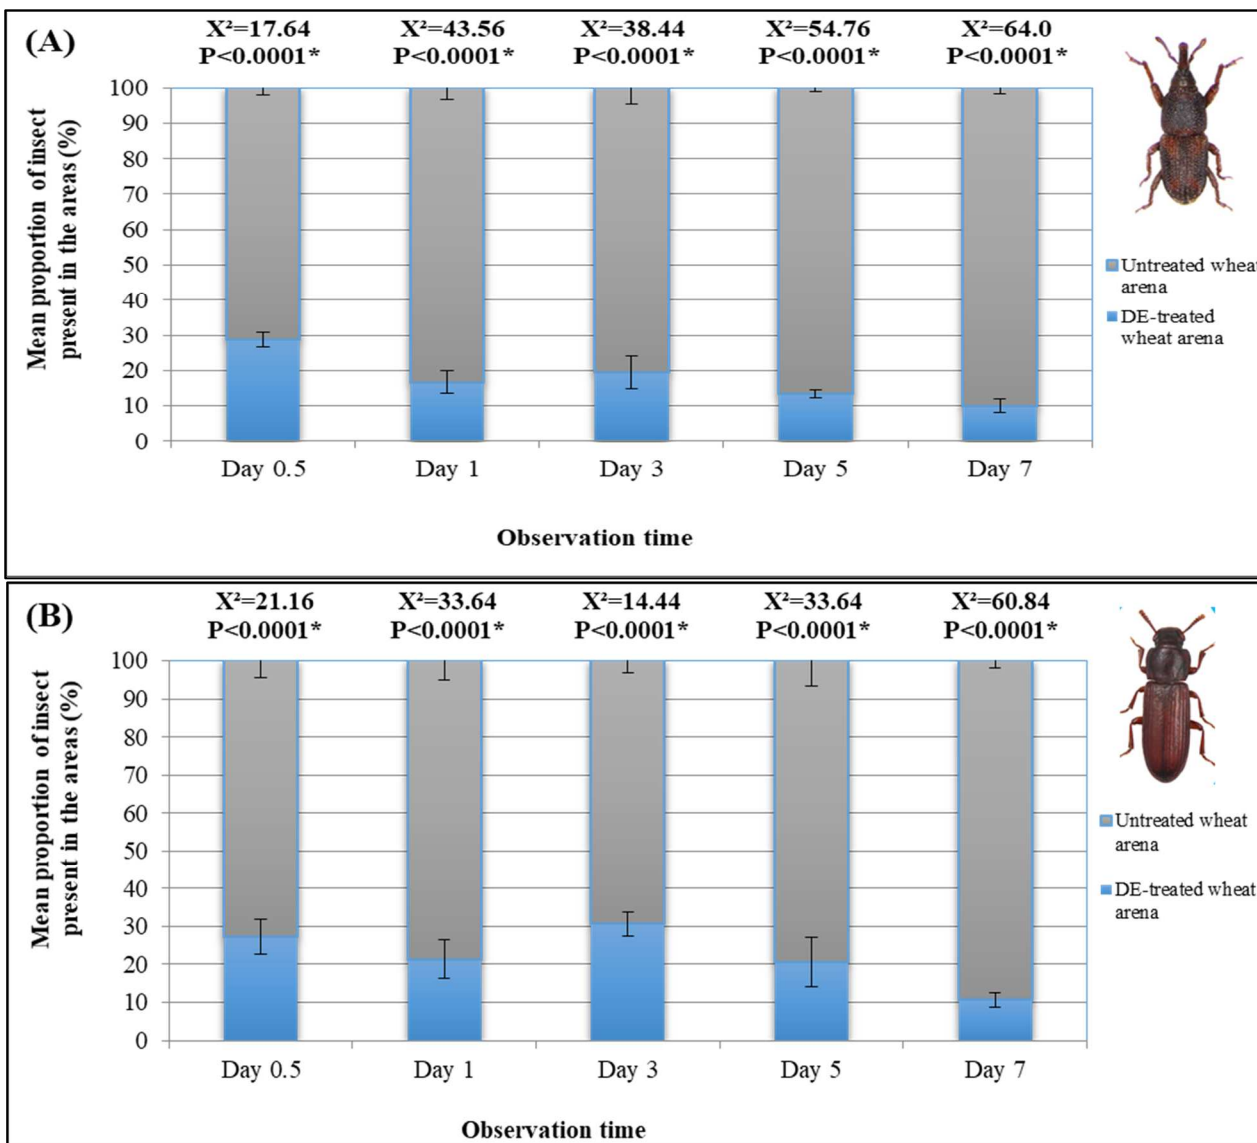 (A)
X²=17.64 X²=43.56 X²=38.44 X²=54.76 X²=64.0
P<0.0001* P<0.0001* P<0.0001* P<0.0001* P<0.0001*
Mean proportion of insect
present in the areas (%)
100
90
80
70
60
50
40
30
20
10
0
Day 0.5 Day 1 Day 3 Day 5 Day 7
Observation time
Untreated wheat
arena
DE-treated
wheat arena
(B)
X²=21.16 X²=33.64 X²=14.44 X²=33.64 X²=60.84
P<0.0001* P<0.0001* P<0.0001* P<0.0001* P<0.0001*
Mean proportion of insect
present in the areas (%)
100
90
80
70
60
50
40
30
20
10
0
Day 0.5 Day 1 Day 3 Day 5 Day 7
Observation time
Untreated wheat
arena
DE-treated wheat
arena